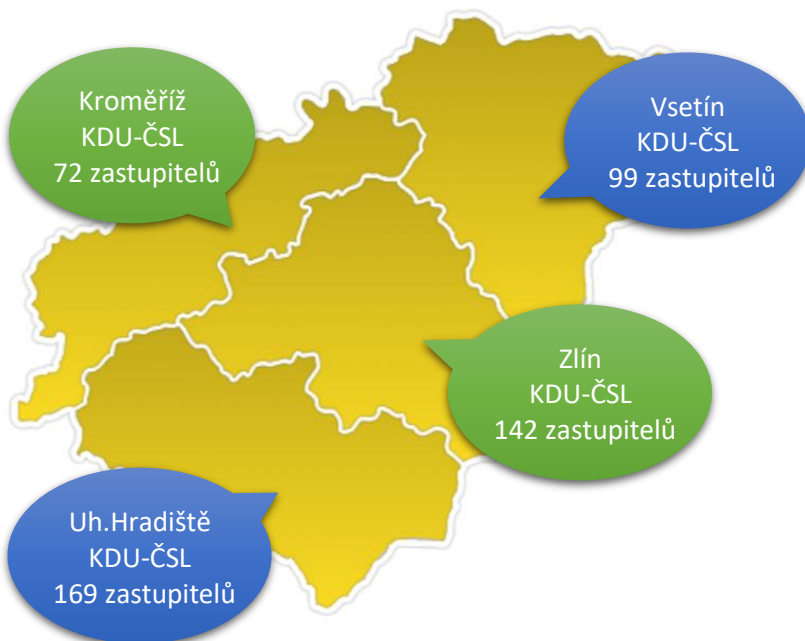 Kroměříž
KDU-ČSL
72 zastupitelů
Vsetín
KDU-ČSL
99 zastupitelů
Zlín
KDU-ČSL
142 zastupitelů
Uh.Hradiště
KDU-ČSL
169 zastupitelů